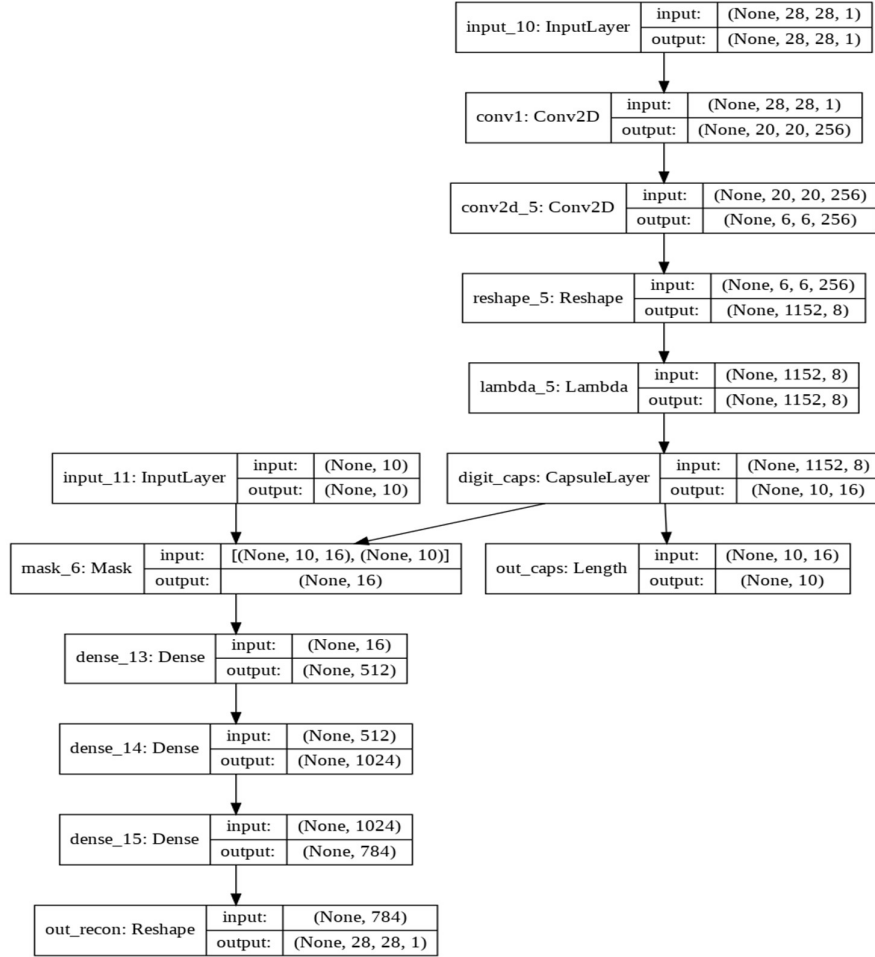 input_10: InputLayer
input: (None, 28, 28, 1)
output: (None, 28, 28, 1)
conv1: Conv2D
input: (None, 28, 28, 1)
output: (None, 20, 20, 256)
conv2d_5: Conv2D
input: (None, 20, 20, 256)
output: (None, 6, 6, 256)
reshape_5: Reshape
input: (None, 6, 6, 256)
output: (None, 1152, 8)
lambda_5: Lambda
input: (None, 1152, 8)
output: (None, 1152, 8)
input_11: InputLayer
input: (None, 10)
output: (None, 10)
digit_caps: CapsuleLayer
input: (None, 1152, 8)
output: (None, 10, 16)
mask_6: Mask
input: [(None, 10, 16), (None, 10)]
output: (None, 16)
out_caps: Length
input: (None, 10, 16)
output: (None, 10)
dense_13: Dense
input: (None, 16)
output: (None, 512)
dense_14: Dense
input: (None, 512)
output: (None, 1024)
dense_15: Dense
input: (None, 1024)
output: (None, 784)
out_recon: Reshape
input: (None, 784)
output: (None, 28, 28, 1)